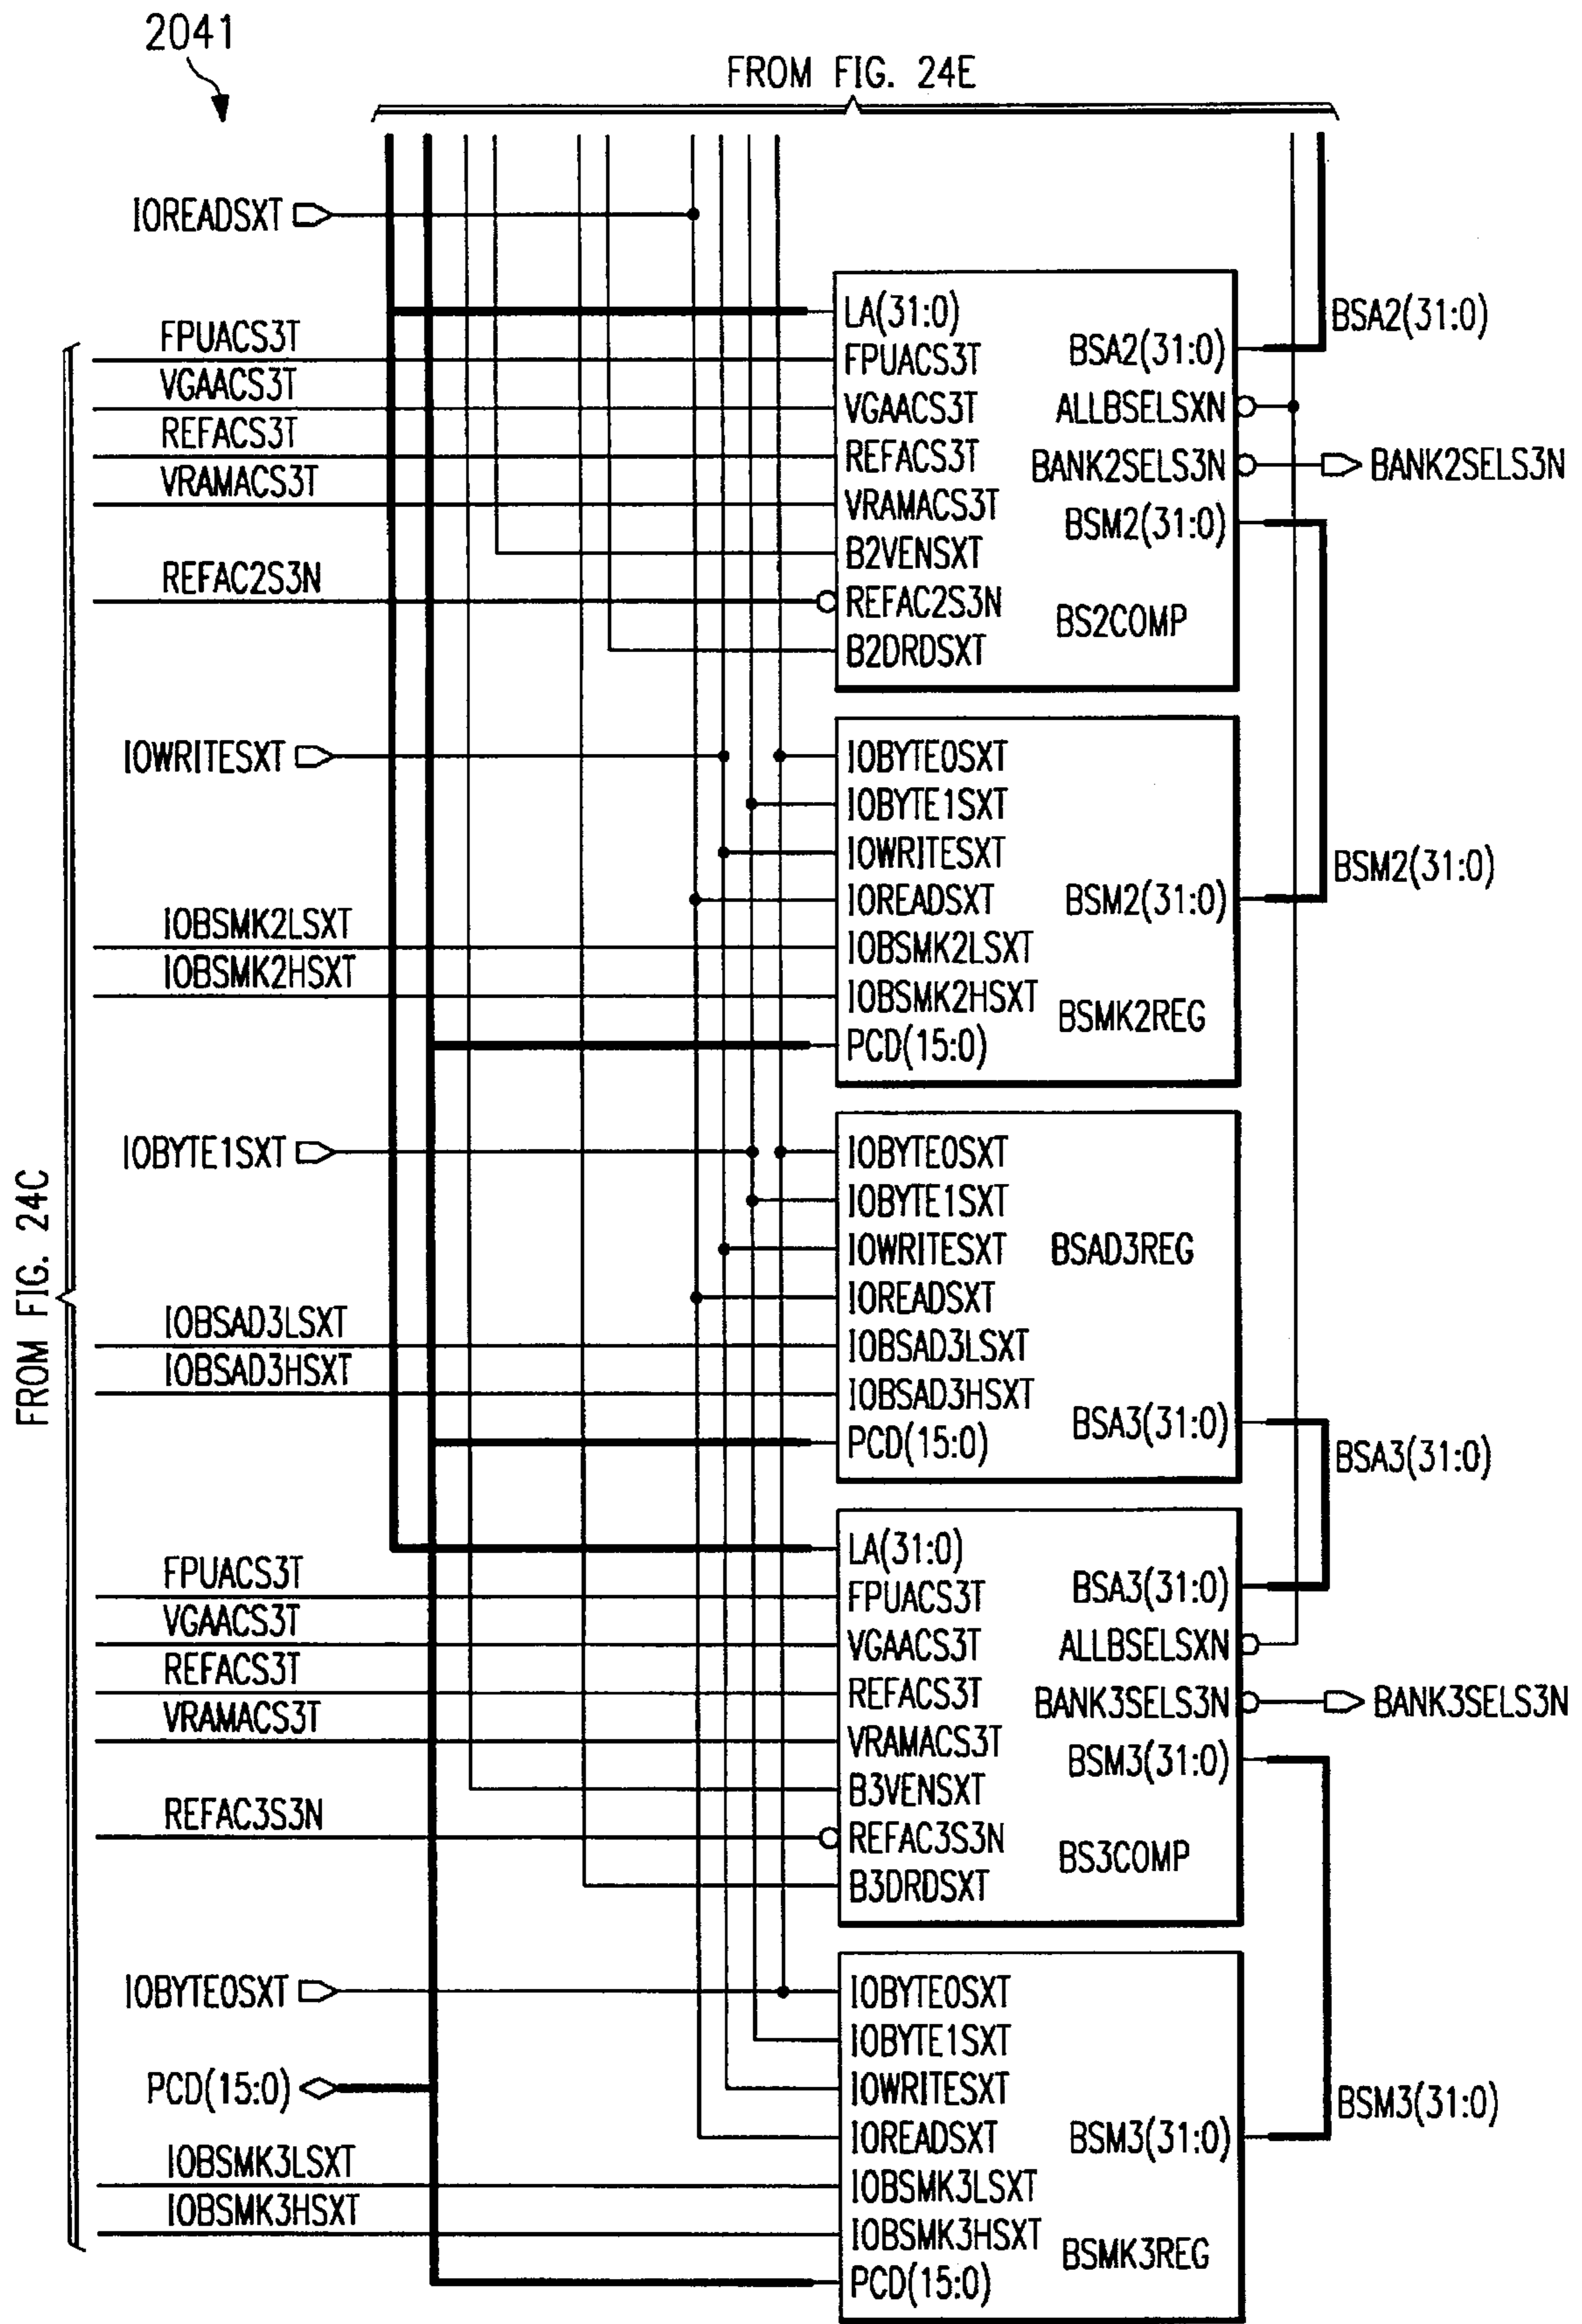 2041
FROM FIG. 24E
IOREADSXT
LA(31:0)
BSA2(31:0)
FPUACS3T
FPUACS3T
BSA2(31:0)
VGAACS3T
VGAACS3T
ALLBSELSXN
REFACS3T
REFACS3T
BANK2SELS3N
BANK2SELS3N
VRAMACS3T
VRAMACS3T
BSM2(31:0)
B2VENSXT
REFAC2S3N
REFAC2S3N
BS2COMP
B2DRDSXT
IOWRITESXT
IOBYTE0SXT
IOBYTE1SXT
IOWRITESXT
BSM2(31:0)
IOREADSXT
BSM2(31:0)
IOBSMK2LSXT
IOBSMK2LSXT
IOBSMK2HSXT
IOBSMK2HSXT
BSMK2REG
PCD(15:0)
IOBYTE1SXT
IOBYTE0SXT
IOBYTE1SXT
FROM FIG. 24C
IOWRITESXT
BSAD3REG
IOREADSXT
IOBSAD3LSXT
IOBSAD3LSXT
IOBSAD3HSXT
IOBSAD3HSXT
BSA3(31:0)
PCD(15:0)
BSA3(31:0)
LA(31:0)
FPUACS3T
FPUACS3T
BSA3(31:0)
VGAACS3T
VGAACS3T
ALLBSELSXN
REFACS3T
REFACS3T
BANK3SELS3N
BANK3SELS3N
VRAMACS3T
VRAMACS3T
BSM3(31:0)
B3VENSXT
REFAC3S3N
REFAC3S3N
BS3COMP
B3DRDSXT
IOBYTE0SXT
IOBYTE0SXT
IOBYTE1SXT
PCD(15:0)
IOWRITESXT
BSM3(31:0)
IOREADSXT
BSM3(31:0)
IOBSMK3LSXT
IOBSMK3LSXT
IOBSMK3HSXT
IOBSMK3HSXT
BSMK3REG
PCD(15:0)